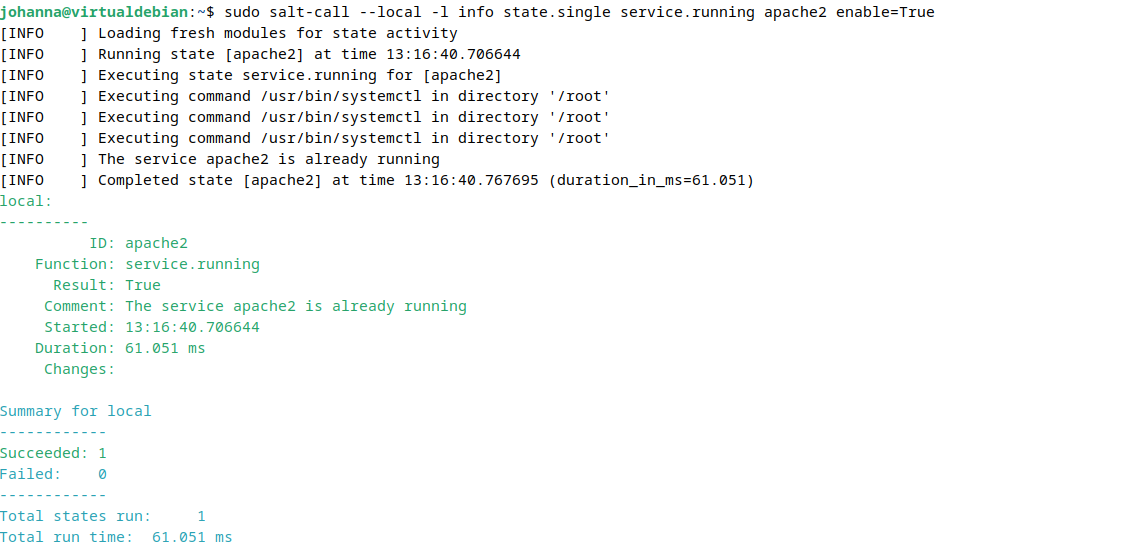 johanna@virtualdebian:~$ sudo salt-call --local -l info state.single service.running apache2 enable=True
[INFO    ] Loading fresh modules for state activity
[INFO    ] Running state [apache2] at time 13:16:40.706644
[INFO    ] Executing state service.running for [apache2]
[INFO    ] Executing command /usr/bin/systemctl in directory '/root'
[INFO    ] Executing command /usr/bin/systemctl in directory '/root'
[INFO    ] Executing command /usr/bin/systemctl in directory '/root'
[INFO    ] The service apache2 is already running
[INFO    ] Completed state [apache2] at time 13:16:40.767695 (duration_in_ms=61.051)
local:
----------
          ID: apache2
    Function: service.running
      Result: True
     Comment: The service apache2 is already running
     Started: 13:16:40.706644
    Duration: 61.051 ms
     Changes:

Summary for local
------------
Succeeded: 1
Failed:    0
------------
Total states run:     1
Total run time:  61.051 ms